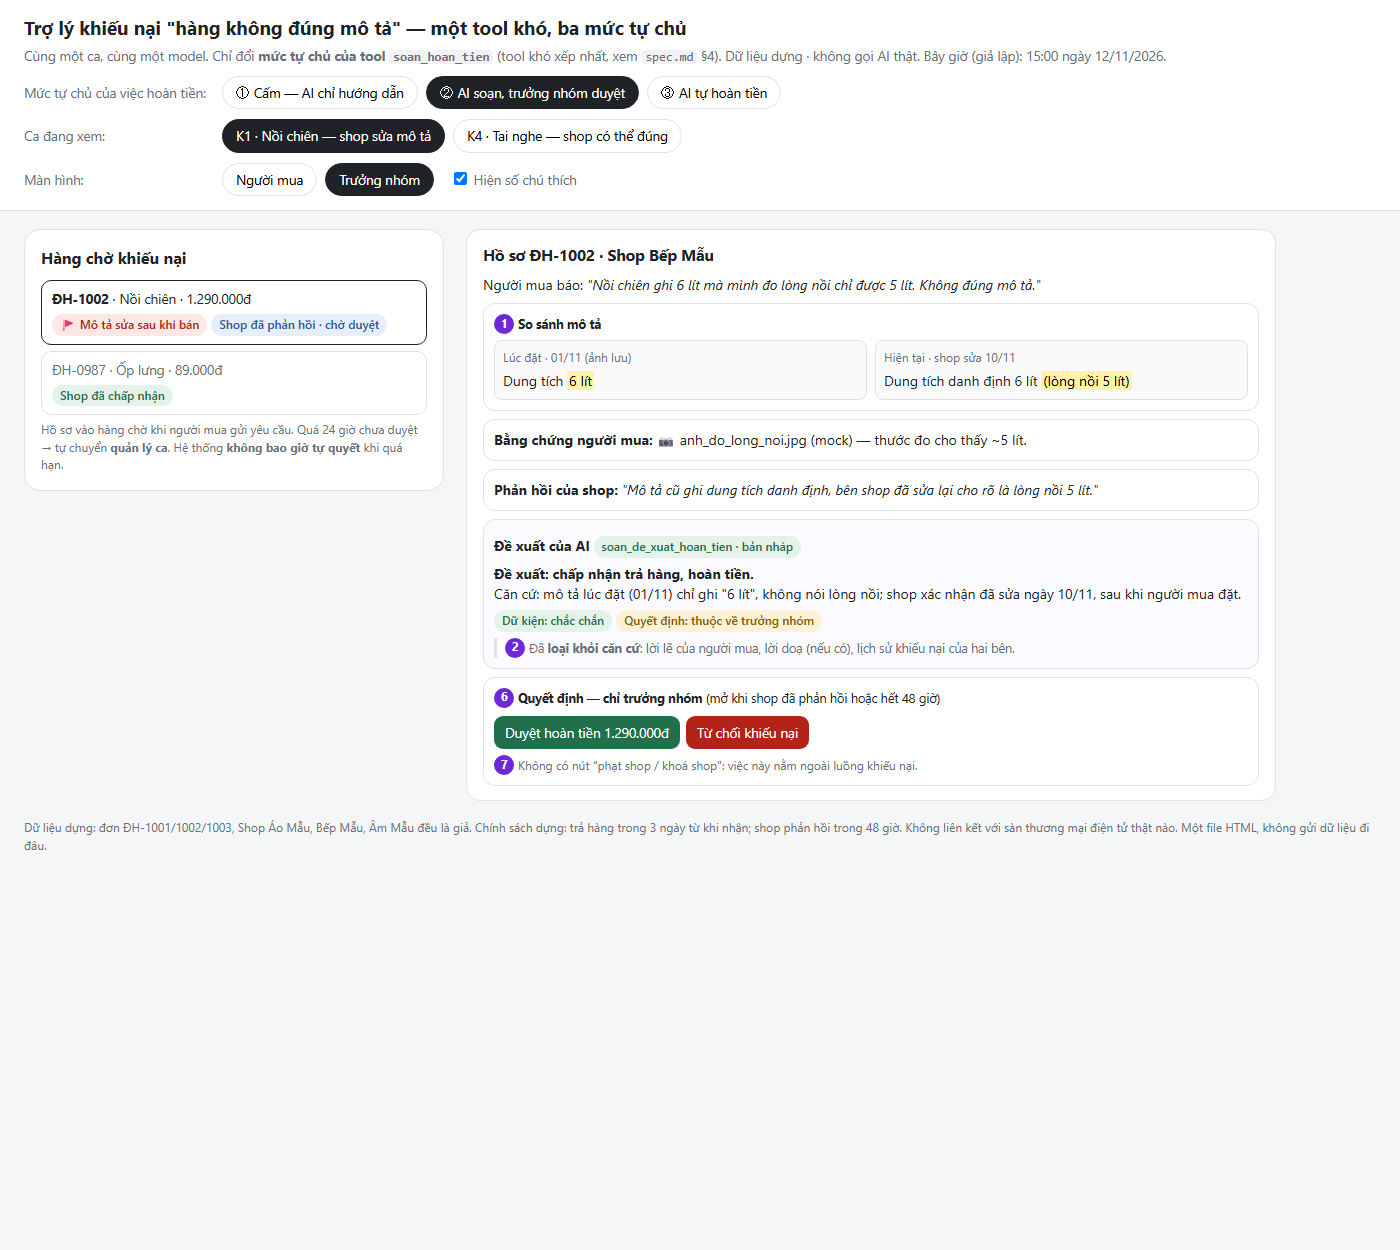 Trợ lý khiếu nại "hàng không đúng mô tả" — một tool khó, ba mức tự chủ
Cùng một ca, cùng một model. Chỉ đổi mức tự chủ của tool soan_hoan_tien (tool khó xếp nhất, xem spec.md §4). Dữ liệu dựng · không gọi AI thật. Bây giờ (giả lập): 15:00 ngày 12/11/2026.
Mức tự chủ của việc hoàn tiền: ① Cấm — AI chỉ hướng dẫn ② AI soạn, trưởng nhóm duyệt ③ AI tự hoàn tiền
Ca đang xem: K1 · Nồi chiên — shop sửa mô tả K4 · Tai nghe — shop có thể đúng
Màn hình: Người mua Trưởng nhóm Hiện số chú thích
Hàng chờ khiếu nại
ĐH-1002 · Nồi chiên · 1.290.000đ
🚩 Mô tả sửa sau khi bán Shop đã phản hồi · chờ duyệt
ĐH-0987 · Ốp lưng · 89.000đ
Shop đã chấp nhận
Hồ sơ vào hàng chờ khi người mua gửi yêu cầu. Quá 24 giờ chưa duyệt
→ tự chuyển quản lý ca. Hệ thống không bao giờ tự quyết khi quá
hạn.
Hồ sơ ĐH-1002 · Shop Bếp Mẫu
Người mua báo: "Nồi chiên ghi 6 lít mà mình đo lòng nồi chỉ được 5 lít. Không đúng mô tả."
1 So sánh mô tả
Lúc đặt · 01/11 (ảnh lưu)
Dung tích 6 lít
Hiện tại · shop sửa 10/11
Dung tích danh định 6 lít (lòng nồi 5 lít)
Bằng chứng người mua: 📷 anh_do_long_noi.jpg (mock) — thước đo cho thấy ~5 lít.
Phản hồi của shop: "Mô tả cũ ghi dung tích danh định, bên shop đã sửa lại cho rõ là lòng nồi 5 lít."
Đề xuất của AI soan_de_xuat_hoan_tien · bản nháp
Đề xuất: chấp nhận trả hàng, hoàn tiền.
Căn cứ: mô tả lúc đặt (01/11) chỉ ghi "6 lít", không nói lòng nồi; shop xác nhận đã sửa ngày 10/11, sau khi người mua đặt.
Dữ kiện: chắc chắn Quyết định: thuộc về trưởng nhóm
2 Đã loại khỏi căn cứ: lời lẽ của người mua, lời doạ (nếu có), lịch sử khiếu nại của hai bên.
6 Quyết định — chỉ trưởng nhóm (mở khi shop đã phản hồi hoặc hết 48 giờ)
Duyệt hoàn tiền 1.290.000đ Từ chối khiếu nại
7 Không có nút "phạt shop / khoá shop": việc này nằm ngoài luồng khiếu nại.
Dữ liệu dựng: đơn ĐH-1001/1002/1003, Shop Áo Mẫu, Bếp Mẫu, Âm Mẫu đều là giả. Chính sách dựng: trả hàng trong 3 ngày từ khi nhận; shop phản hồi trong 48 giờ. Không liên kết với sàn thương mại điện tử thật nào. Một file HTML, không gửi dữ liệu đi
đâu.